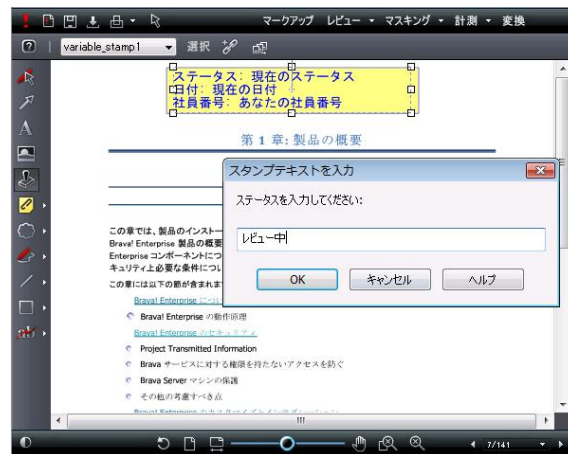 マークアップ レビュー マスキング 計測 変換
variable_stamp1 選択
ステータス: 現在のステータス
日付: 現在の日付
社員番号: あなたの社員番号
第 1 章: 製品の概要
スタンプテキストを入力
ステータスを入力してください:
レビュー中
OK キャンセル ヘルプ
この章では、製品のインストー
Brava! Enterprise 製品の概要
Enterprise コンポーネントにつ
キュリティ上必要な条件につい
この章には以下の節が含まれま
Brava! Enterprise につい
Brava! Enterprise の動作原理
Brava! Enterprise のセキュリティ
Project Transmitted Information
Brava サービスに対する権限を持たないアクセスを防ぐ
Brava Server マシンの保護
その他の考慮すべき点
7/141